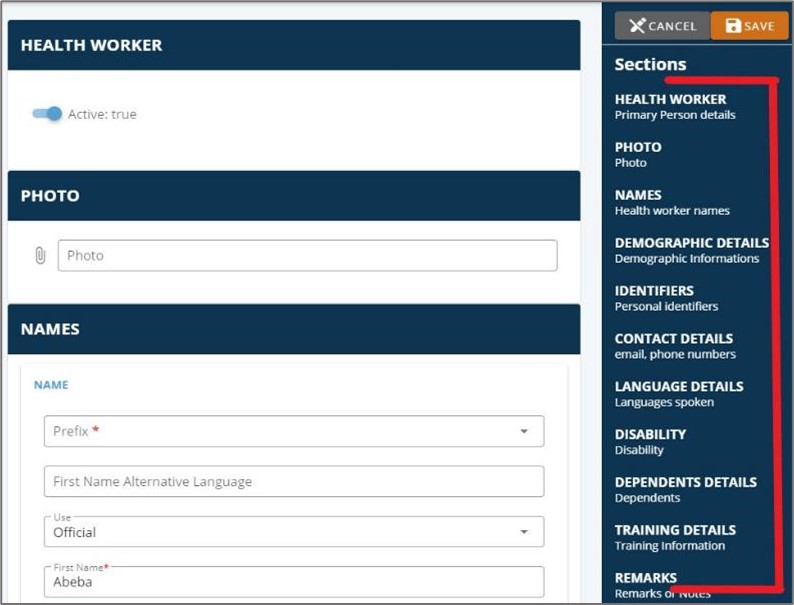 HEALTH WORKER
Active: true
PHOTO
Photo
NAMES
NAME
Prefix *
First Name Alternative Language
Use
Official
First Name*
Abeba
CANCEL SAVE
Sections
HEALTH WORKER
Primary Person details
PHOTO
Photo
NAMES
Health worker names
DEMOGRAPHIC DETAILS
Demographic Informations
IDENTIFIERS
Personal identifiers
CONTACT DETAILS
email, phone numbers
LANGUAGE DETAILS
Languages spoken
DISABILITY
Disability
DEPENDENTS DETAILS
Dependents
TRAINING DETAILS
Training Information
REMARKS
Remarks or Notes